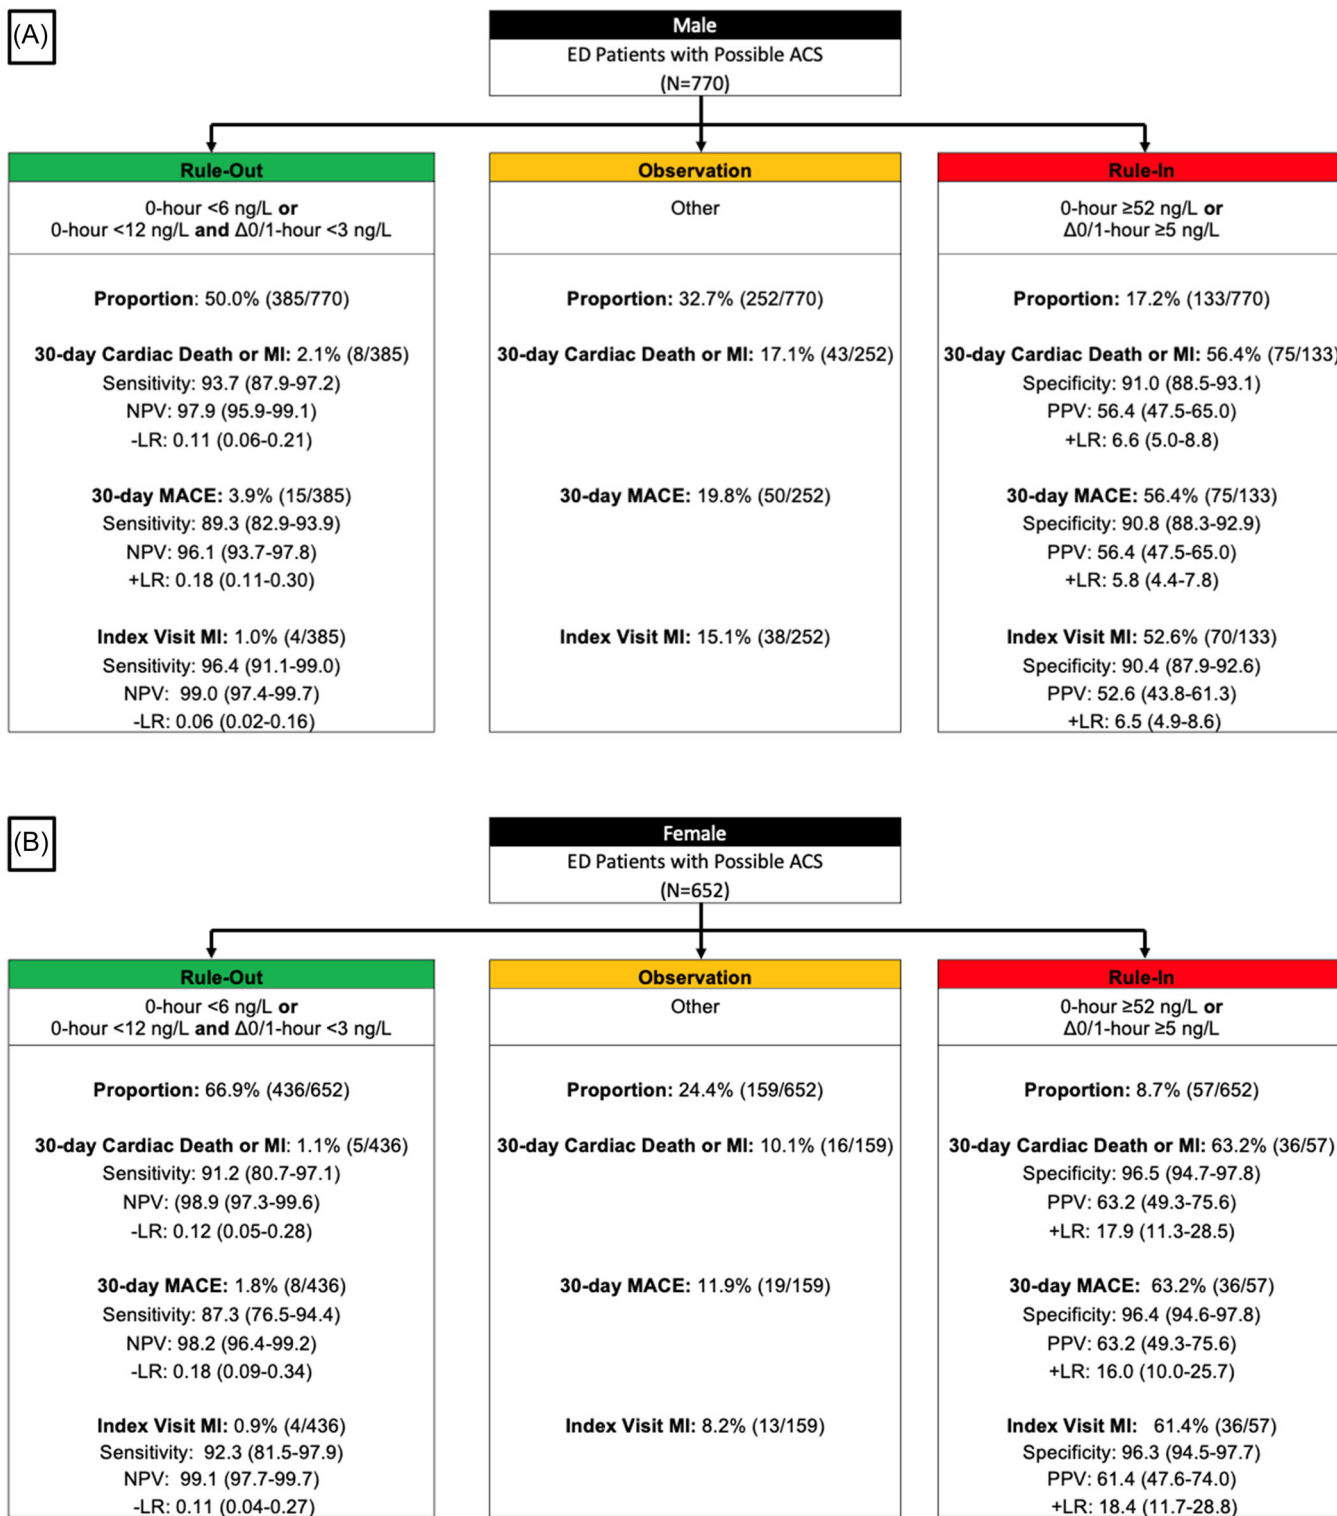 (A)
Male
ED Patients with Possible ACS
(N=770)
Rule-Out
0-hour <6 ng/L or
0-hour <12 ng/L and Δ0/1-hour <3 ng/L
Proportion: 50.0% (385/770)
30-day Cardiac Death or MI: 2.1% (8/385)
Sensitivity: 93.7 (87.9-97.2)
NPV: 97.9 (95.9-99.1)
-LR: 0.11 (0.06-0.21)
30-day MACE: 3.9% (15/385)
Sensitivity: 89.3 (82.9-93.9)
NPV: 96.1 (93.7-97.8)
+LR: 0.18 (0.11-0.30)
Index Visit MI: 1.0% (4/385)
Sensitivity: 96.4 (91.1-99.0)
NPV: 99.0 (97.4-99.7)
-LR: 0.06 (0.02-0.16)
Observation
Other
Proportion: 32.7% (252/770)
30-day Cardiac Death or MI: 17.1% (43/252)
30-day MACE: 19.8% (50/252)
Index Visit MI: 15.1% (38/252)
Rule-In
0-hour ≥52 ng/L or
Δ0/1-hour ≥5 ng/L
Proportion: 17.2% (133/770)
30-day Cardiac Death or MI: 56.4% (75/133)
Specificity: 91.0 (88.5-93.1)
PPV: 56.4 (47.5-65.0)
+LR: 6.6 (5.0-8.8)
30-day MACE: 56.4% (75/133)
Specificity: 90.8 (88.3-92.9)
PPV: 56.4 (47.5-65.0)
+LR: 5.8 (4.4-7.8)
Index Visit MI: 52.6% (70/133)
Specificity: 90.4 (87.9-92.6)
PPV: 52.6 (43.8-61.3)
+LR: 6.5 (4.9-8.6)
(B)
Female
ED Patients with Possible ACS
(N=652)
Rule-Out
0-hour <6 ng/L or
0-hour <12 ng/L and Δ0/1-hour <3 ng/L
Proportion: 66.9% (436/652)
30-day Cardiac Death or MI: 1.1% (5/436)
Sensitivity: 91.2 (80.7-97.1)
NPV: (98.9 (97.3-99.6)
-LR: 0.12 (0.05-0.28)
30-day MACE: 1.8% (8/436)
Sensitivity: 87.3 (76.5-94.4)
NPV: 98.2 (96.4-99.2)
-LR: 0.18 (0.09-0.34)
Index Visit MI: 0.9% (4/436)
Sensitivity: 92.3 (81.5-97.9)
NPV: 99.1 (97.7-99.7)
-LR: 0.11 (0.04-0.27)
Observation
Other
Proportion: 24.4% (159/652)
30-day Cardiac Death or MI: 10.1% (16/159)
30-day MACE: 11.9% (19/159)
Index Visit MI: 8.2% (13/159)
Rule-In
0-hour ≥52 ng/L or
Δ0/1-hour ≥5 ng/L
Proportion: 8.7% (57/652)
30-day Cardiac Death or MI: 63.2% (36/57)
Specificity: 96.5 (94.7-97.8)
PPV: 63.2 (49.3-75.6)
+LR: 17.9 (11.3-28.5)
30-day MACE: 63.2% (36/57)
Specificity: 96.4 (94.6-97.8)
PPV: 63.2 (49.3-75.6)
+LR: 16.0 (10.0-25.7)
Index Visit MI: 61.4% (36/57)
Specificity: 96.3 (94.5-97.7)
PPV: 61.4 (47.6-74.0)
+LR: 18.4 (11.7-28.8)